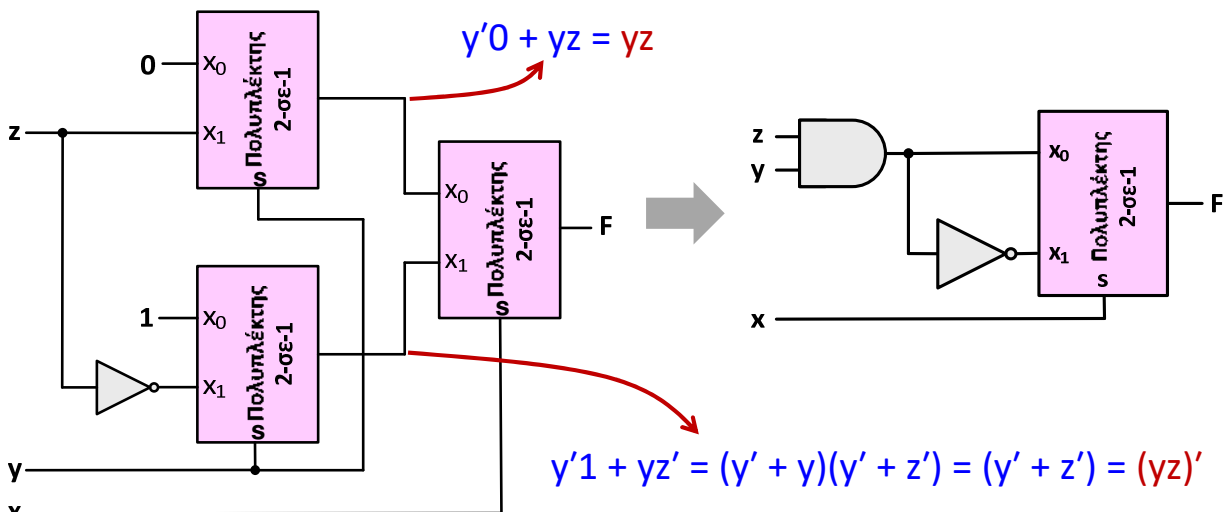 y′0 + yz = yz
0
x₀
x₁
Πολυπλέκτης
2-σε-1
s
z
x₀
x₁
Πολυπλέκτης
2-σε-1
s
F
1
x₀
x₁
Πολυπλέκτης
2-σε-1
s
y
x
z
y
x₀
x₁
Πολυπλέκτης
2-σε-1
s
F
x
y′1 + yz′ = (y′ + y)(y′ + z′) = (y′ + z′) = (yz)′